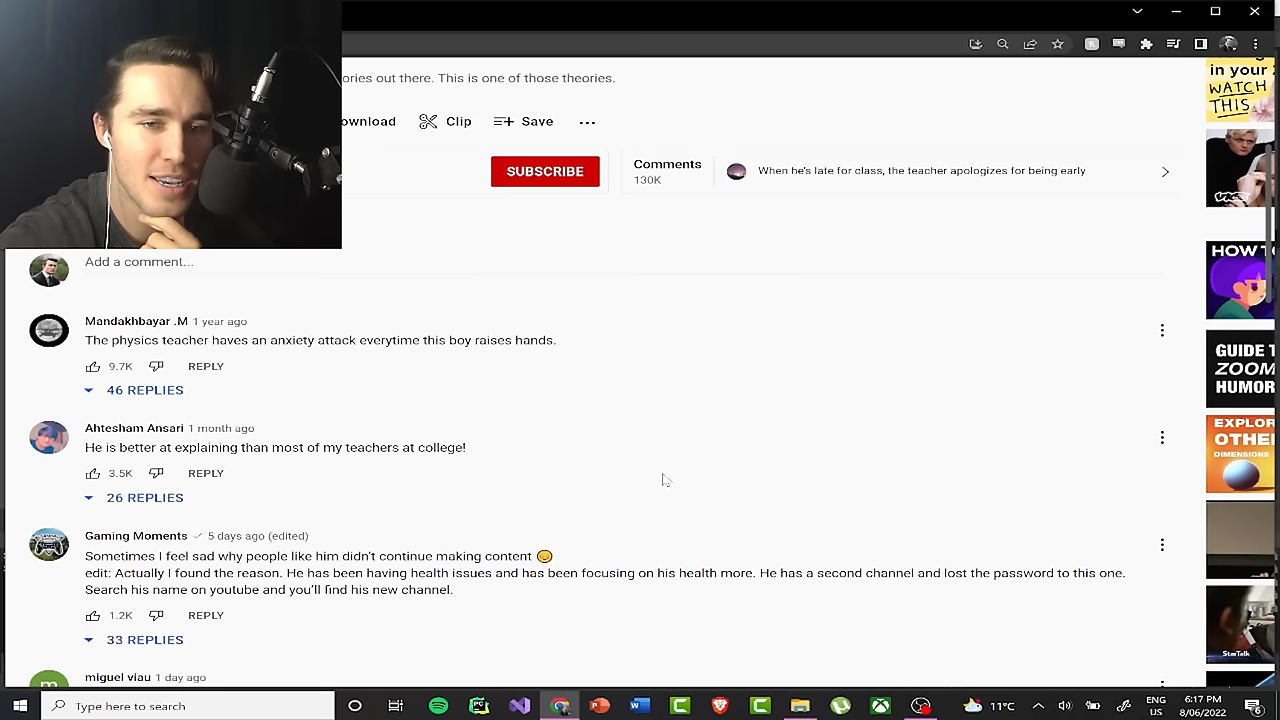 ories out there. This is one of those theories.
ownload
Clip
Save
SUBSCRIBE
Comments
130K
When he's late for class, the teacher apologizes for being early
Add a comment...
Mandakhbayar .M 1 year ago
The physics teacher haves an anxiety attack everytime this boy raises hands.
9.7K
REPLY
46 REPLIES
Ahtesham Ansari 1 month ago
He is better at explaining than most of my teachers at college!
3.5K
REPLY
26 REPLIES
Gaming Moments 5 days ago (edited)
Sometimes I feel sad why people like him didn't continue making content
edit: Actually I found the reason. He has been having health issues and has been focusing on his health more. He has a second channel and lost the password to this one.
Search his name on youtube and you'll find his new channel.
1.2K
REPLY
33 REPLIES
miguel viau 1 day ago
m
in your
WATCH
THIS
VICE
HOW TO
GUIDE T
ZOOM
HUMOR
EXPLOR
OTHE
DIMENSIONS
StarTalk
Type here to search
11°C
ENG
US
6:17 PM
8/06/2022
6